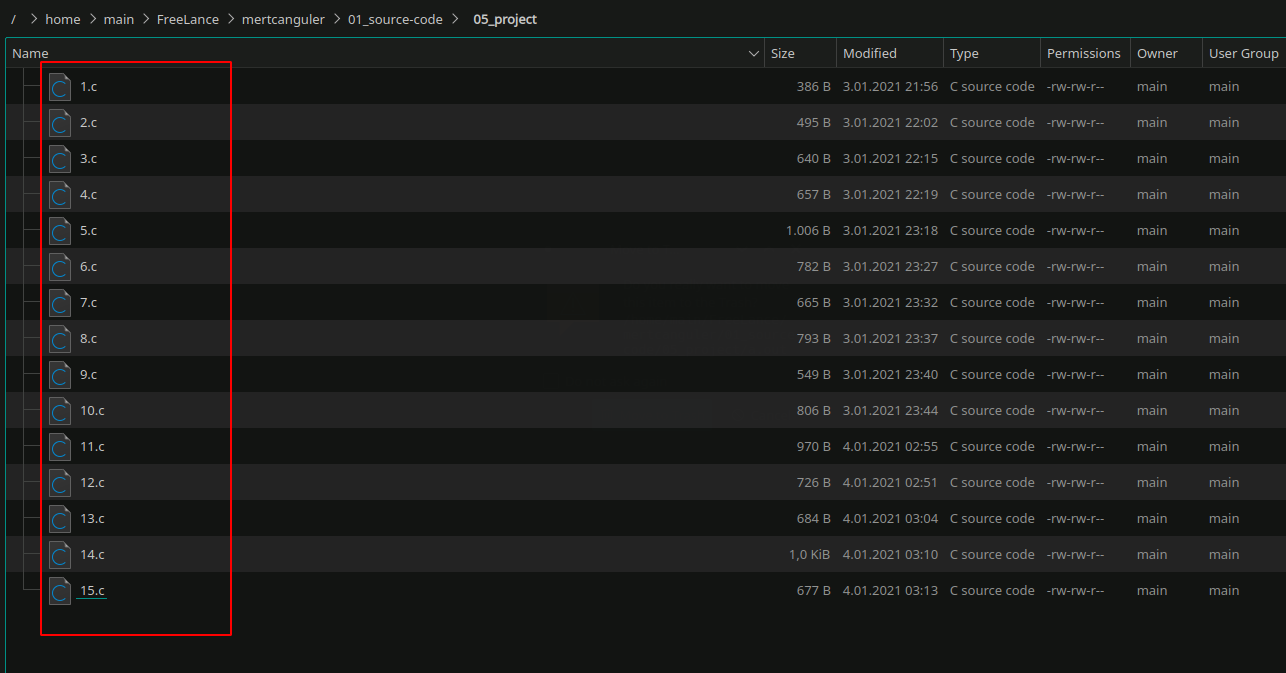 / > home > main > FreeLance > mertcanguler > 01_source-code > 05_project
Name Size Modified Type Permissions Owner User Group
1.c 386 B 3.01.2021 21:56 C source code -rw-rw-r-- main main
2.c 495 B 3.01.2021 22:02 C source code -rw-rw-r-- main main
3.c 640 B 3.01.2021 22:15 C source code -rw-rw-r-- main main
4.c 657 B 3.01.2021 22:19 C source code -rw-rw-r-- main main
5.c 1.006 B 3.01.2021 23:18 C source code -rw-rw-r-- main main
6.c 782 B 3.01.2021 23:27 C source code -rw-rw-r-- main main
7.c 665 B 3.01.2021 23:32 C source code -rw-rw-r-- main main
8.c 793 B 3.01.2021 23:37 C source code -rw-rw-r-- main main
9.c 549 B 3.01.2021 23:40 C source code -rw-rw-r-- main main
10.c 806 B 3.01.2021 23:44 C source code -rw-rw-r-- main main
11.c 970 B 4.01.2021 02:55 C source code -rw-rw-r-- main main
12.c 726 B 4.01.2021 02:51 C source code -rw-rw-r-- main main
13.c 684 B 4.01.2021 03:04 C source code -rw-rw-r-- main main
14.c 1,0 KiB 4.01.2021 03:10 C source code -rw-rw-r-- main main
15.c 677 B 4.01.2021 03:13 C source code -rw-rw-r-- main main